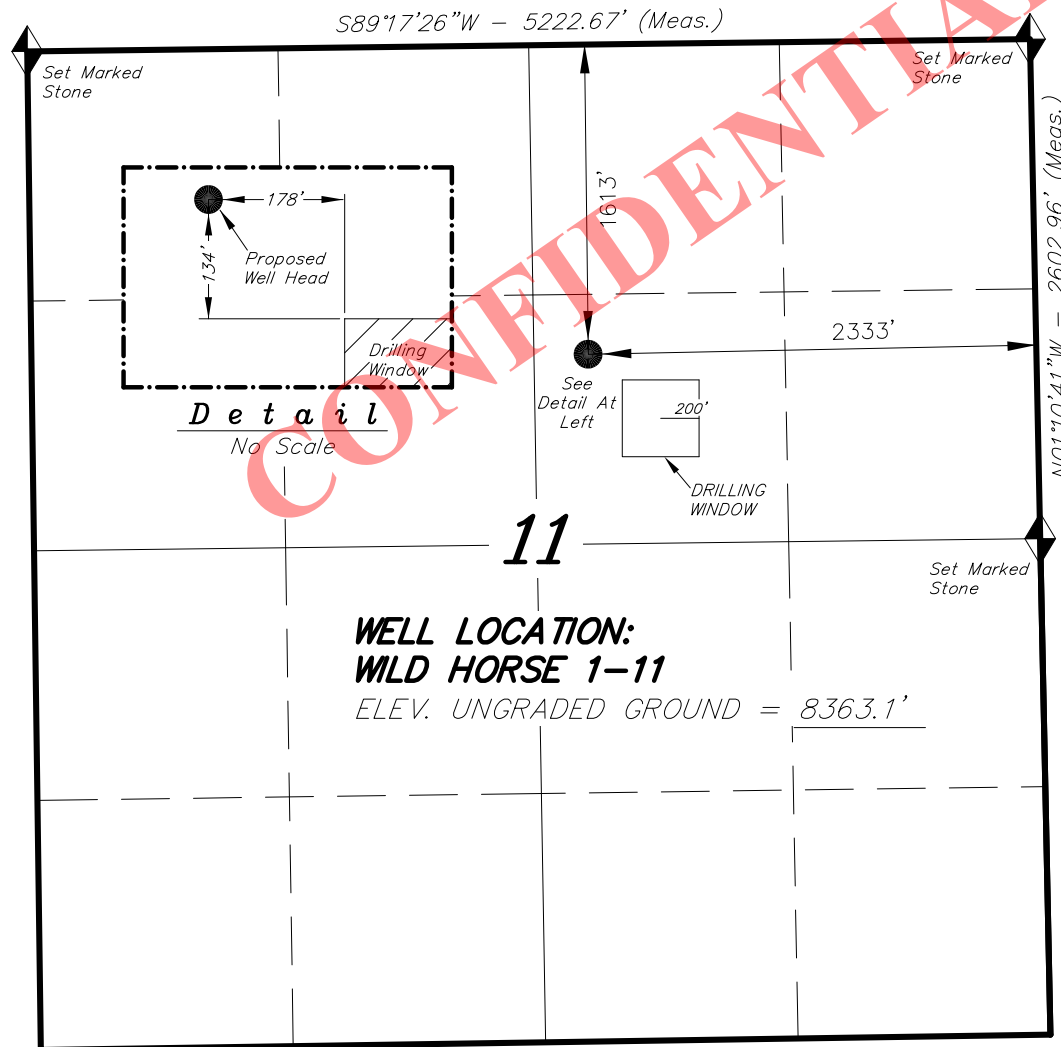 S89°17'26"W - 5222.67' (Meas.)
Set Marked
Stone
Set Marked
Stone
N01°10'41"W - 2602.96' (Meas.)
CONFIDENTIAL
1613'
178'
134'
Proposed
Well Head
Drilling
Window
2333'
See
Detail At
Left
200'
Detail
No Scale
DRILLING
WINDOW
11
Set Marked
Stone
WELL LOCATION:
WILD HORSE 1-11
ELEV. UNGRADED GROUND = 8363.1'